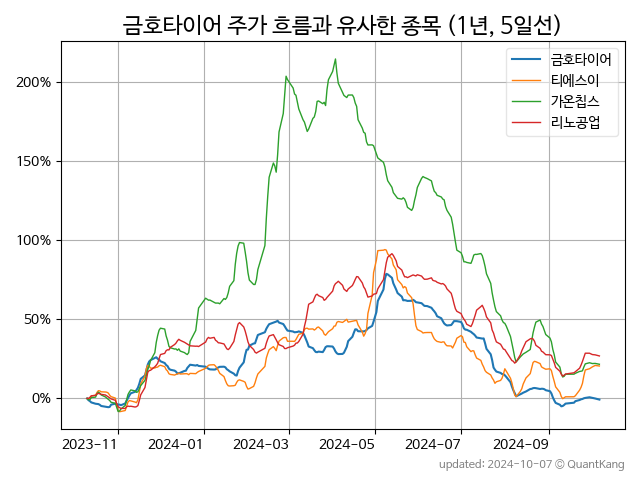 금호타이어 주가 흐름과 유사한 종목 (1년, 5일선)
금호타이어
티에스이
가온칩스
리노공업
200%
150%
100%
50%
0%
2023-11 2024-01 2024-03 2024-05 2024-07 2024-09
updated: 2024-10-07 © QuantKang